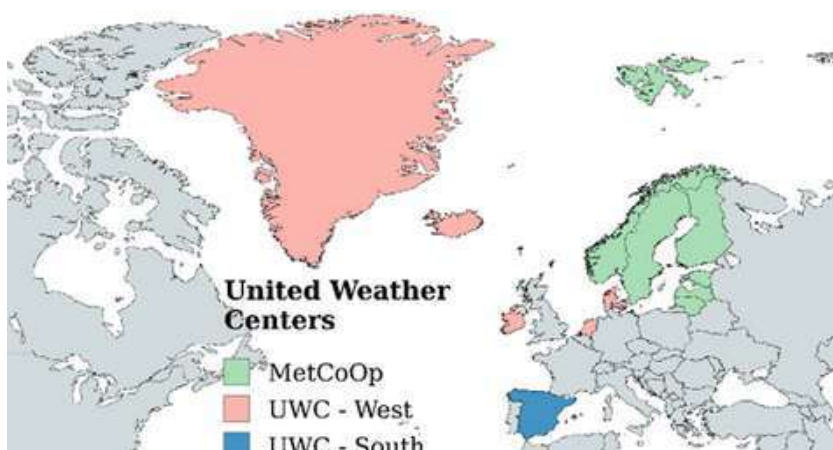 United Weather
Centers
MetCoOp
UWC - West
UWC - South